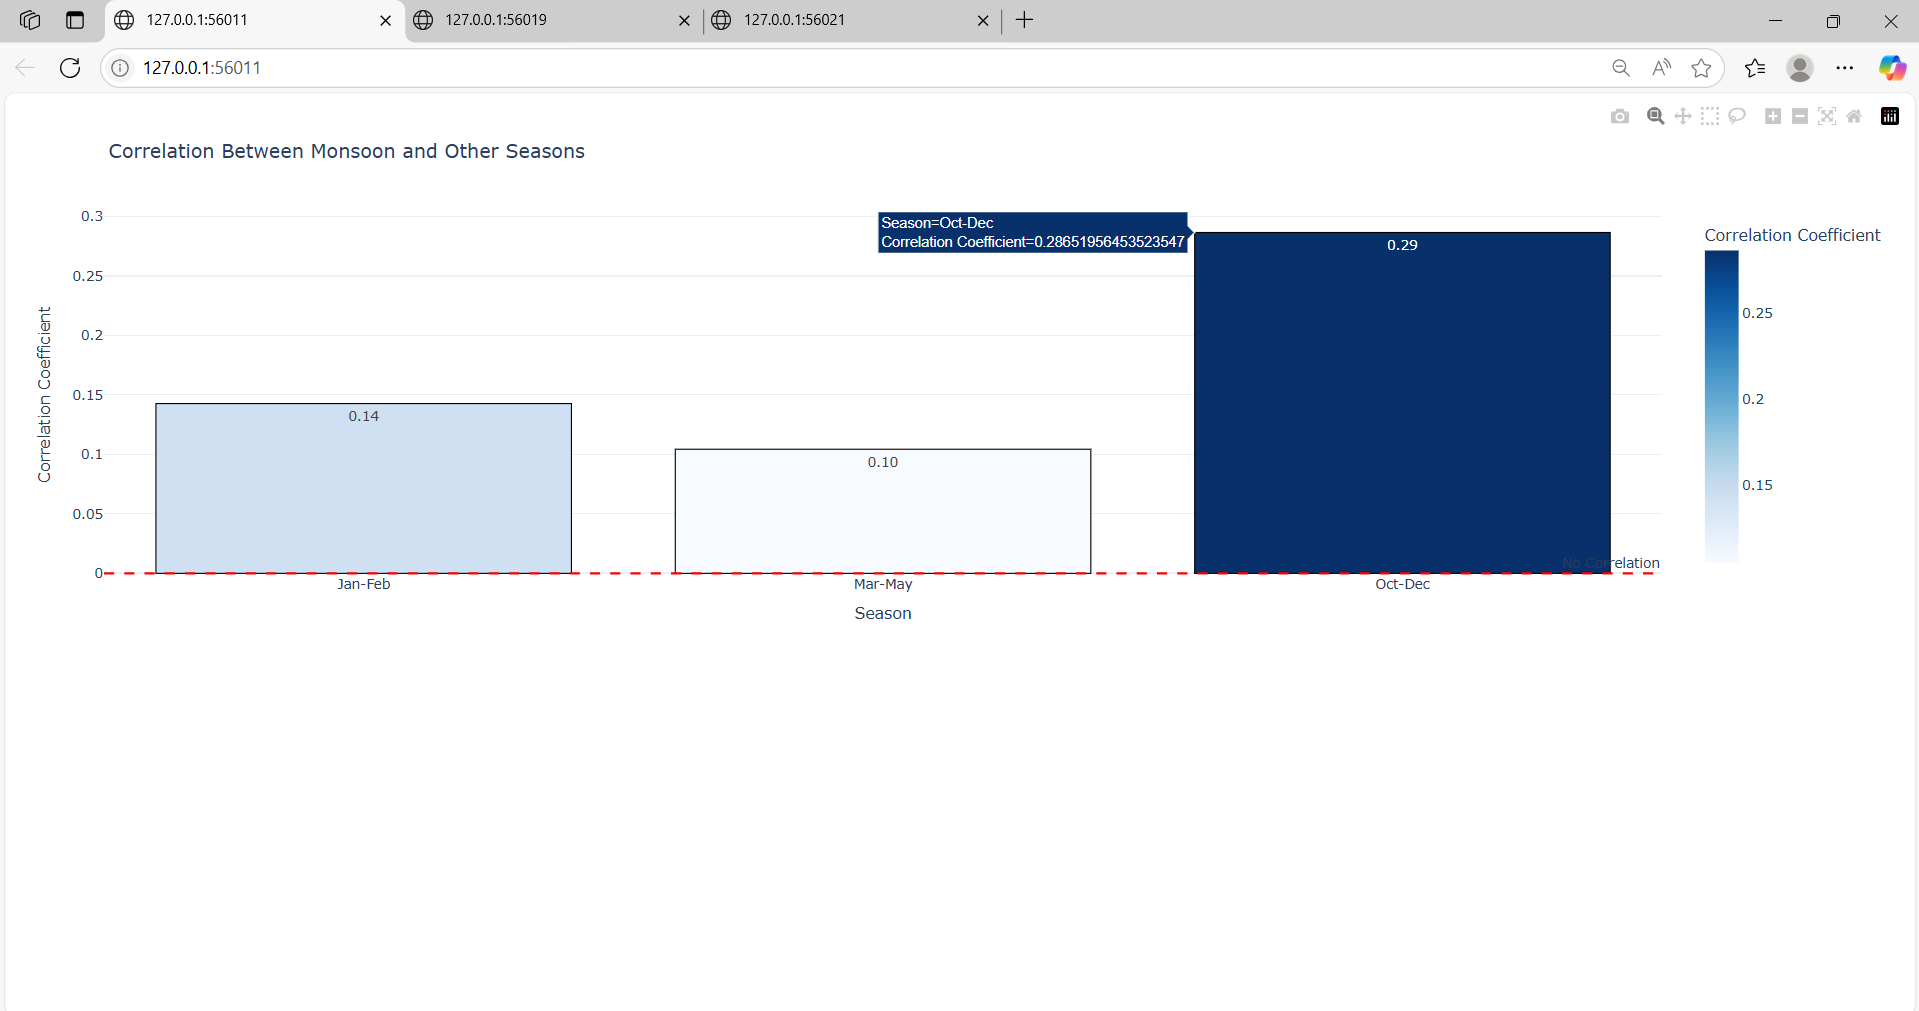 127.0.0.1:56011
127.0.0.1:56019
127.0.0.1:56021
127.0.0.1:56011
Correlation Between Monsoon and Other Seasons
0.3
0.25
0.2
0.15
0.1
0.05
0
Correlation Coefficient
0.14
0.10
0.29
Season=Oct-Dec
Correlation Coefficient=0.28651956453523547
No Correlation
Jan-Feb
Mar-May
Oct-Dec
Season
Correlation Coefficient
0.25
0.2
0.15